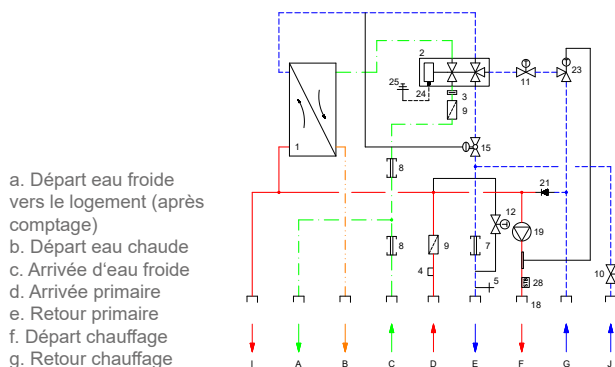 a. Départ eau froide
vers le logement (après
comptage)
b. Départ eau chaude
c. Arrivée d'eau froide
d. Arrivée primaire
e. Retour primaire
f. Départ chauffage
g. Retour chauffage
2
25
24
3
9
11
23
1
15
8
21
12
8
9
7
19
4
10
5
28
18
I A B C D E F G J